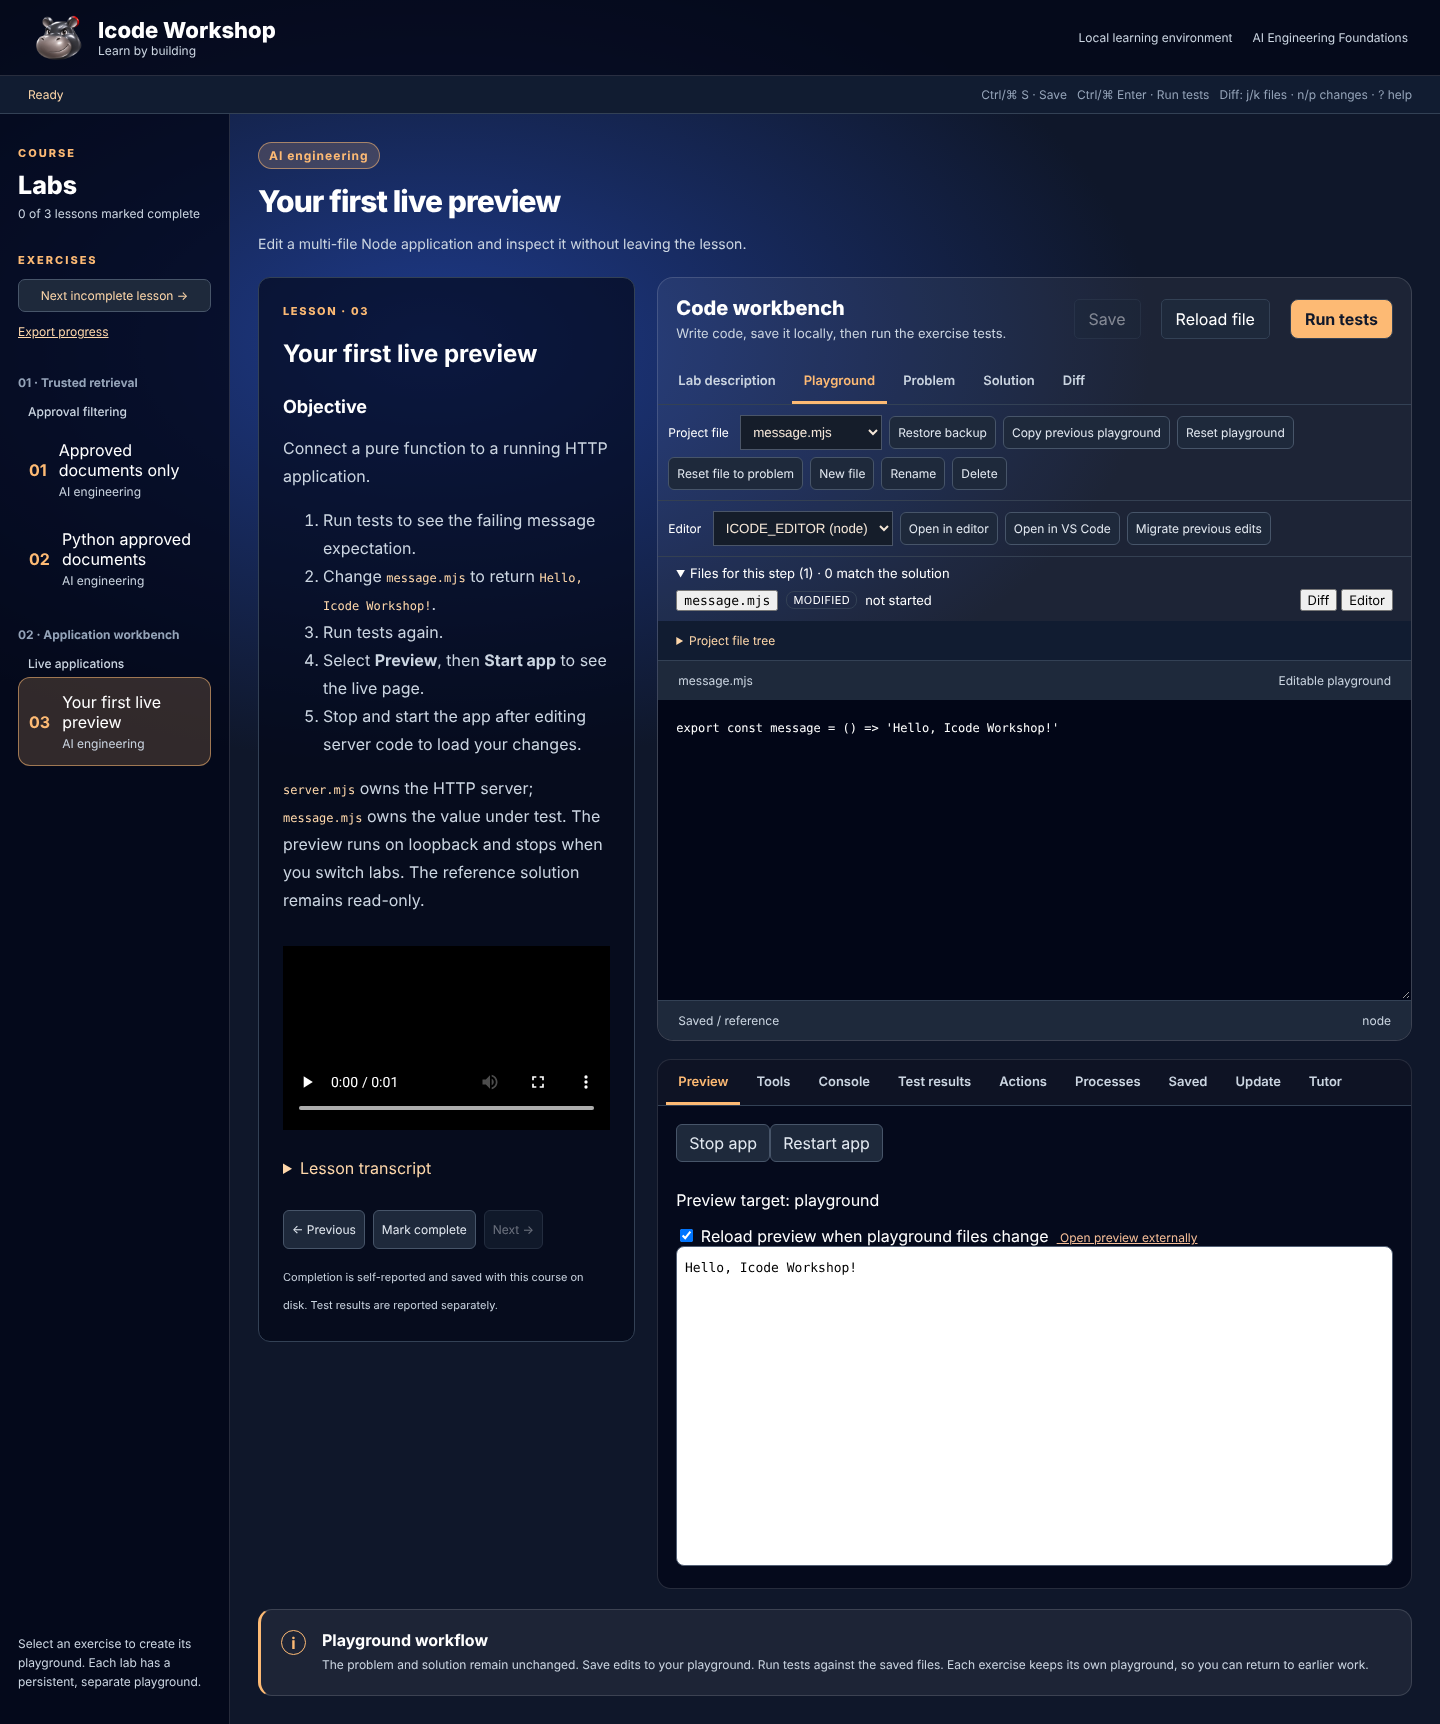 Icode Workshop
Learn by building
Local learning environment
AI Engineering Foundations
Ready
Ctrl/⌘ S · Save
Ctrl/⌘ Enter · Run tests
Diff: j/k files · n/p changes · ? help
COURSE
Labs
0 of 3 lessons marked complete
EXERCISES
Next incomplete lesson →
Export progress
01 · Trusted retrieval
Approval filtering
01
Approved
documents only
AI engineering
02
Python approved
documents
AI engineering
02 · Application workbench
Live applications
03
Your first live
preview
AI engineering
Select an exercise to create its
playground. Each lab has a
persistent, separate playground.
AI engineering
Your first live preview
Edit a multi-file Node application and inspect it without leaving the lesson.
LESSON · 03
Your first live preview
Objective
Connect a pure function to a running HTTP
application.
1. Run tests to see the failing message
expectation.
2. Change message.mjs to return Hello,
Icode Workshop!.
3. Run tests again.
4. Select Preview, then Start app to see
the live page.
5. Stop and start the app after editing
server code to load your changes.
server.mjs owns the HTTP server;
message.mjs owns the value under test. The
preview runs on loopback and stops when
you switch labs. The reference solution
remains read-only.
0:00 / 0:01
Lesson transcript
← Previous
Mark complete
Next →
Completion is self-reported and saved with this course on
disk. Test results are reported separately.
Code workbench
Write code, save it locally, then run the exercise tests.
Save
Reload file
Run tests
Lab description
Playground
Problem
Solution
Diff
Project file
message.mjs
Restore backup
Copy previous playground
Reset playground
Reset file to problem
New file
Rename
Delete
Editor
ICODE_EDITOR (node)
Open in editor
Open in VS Code
Migrate previous edits
Files for this step (1) · 0 match the solution
message.mjs
MODIFIED
not started
Diff
Editor
Project file tree
message.mjs
Editable playground
export const message = () => 'Hello, Icode Workshop!'
Saved / reference
node
Preview
Tools
Console
Test results
Actions
Processes
Saved
Update
Tutor
Stop app
Restart app
Preview target: playground
Reload preview when playground files change
Open preview externally
Hello, Icode Workshop!
Playground workflow
The problem and solution remain unchanged. Save edits to your playground. Run tests against the saved files. Each exercise keeps its own playground, so you can return to earlier work.